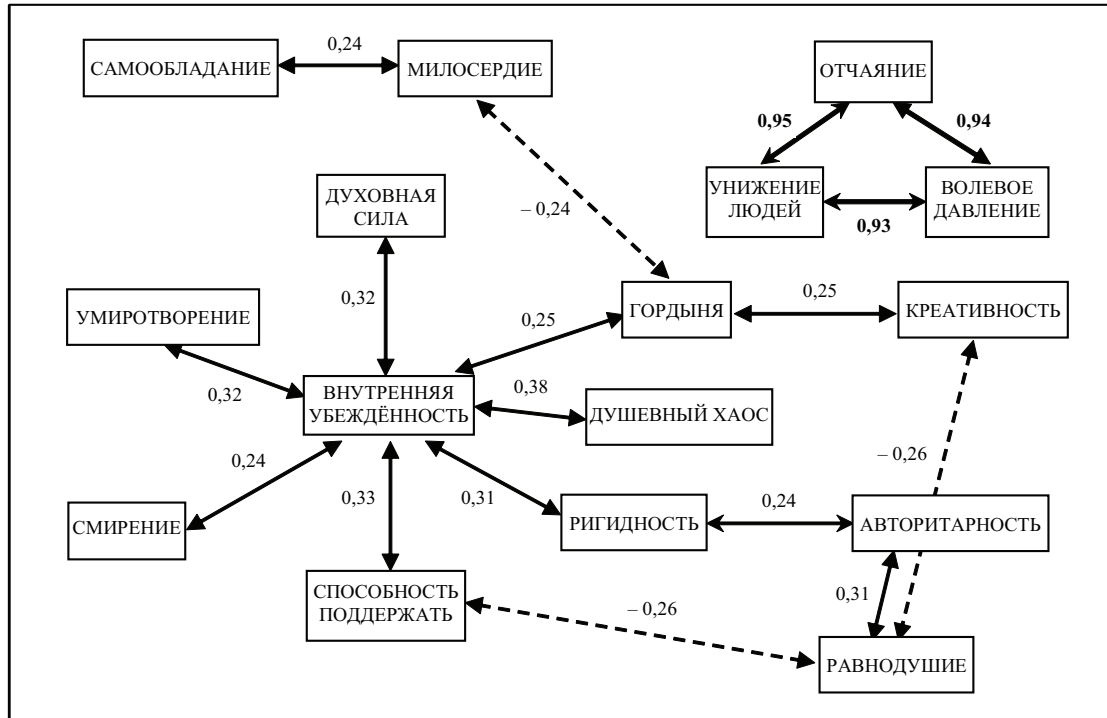 0,24
САМООБЛАДАНИЕ
МИЛОСЕРДИЕ
ОТЧАЯНИЕ
0,95
0,94
УНИЖЕНИЕ
ЛЮДЕЙ
ВОЛЕВОЕ
ДАВЛЕНИЕ
0,93
ДУХОВНАЯ
СИЛА
– 0,24
0,32
УМИРОТВОРЕНИЕ
0,25
ГОРДЫНЯ
0,25
КРЕАТИВНОСТЬ
0,32
ВНУТРЕННЯЯ
УБЕЖДЁННОСТЬ
0,38
ДУШЕВНЫЙ ХАОС
0,24
– 0,26
0,33
0,31
СМИРЕНИЕ
РИГИДНОСТЬ
0,24
АВТОРИТАРНОСТЬ
СПОСОБНОСТЬ
ПОДДЕРЖАТЬ
– 0,26
0,31
РАВНОДУШИЕ